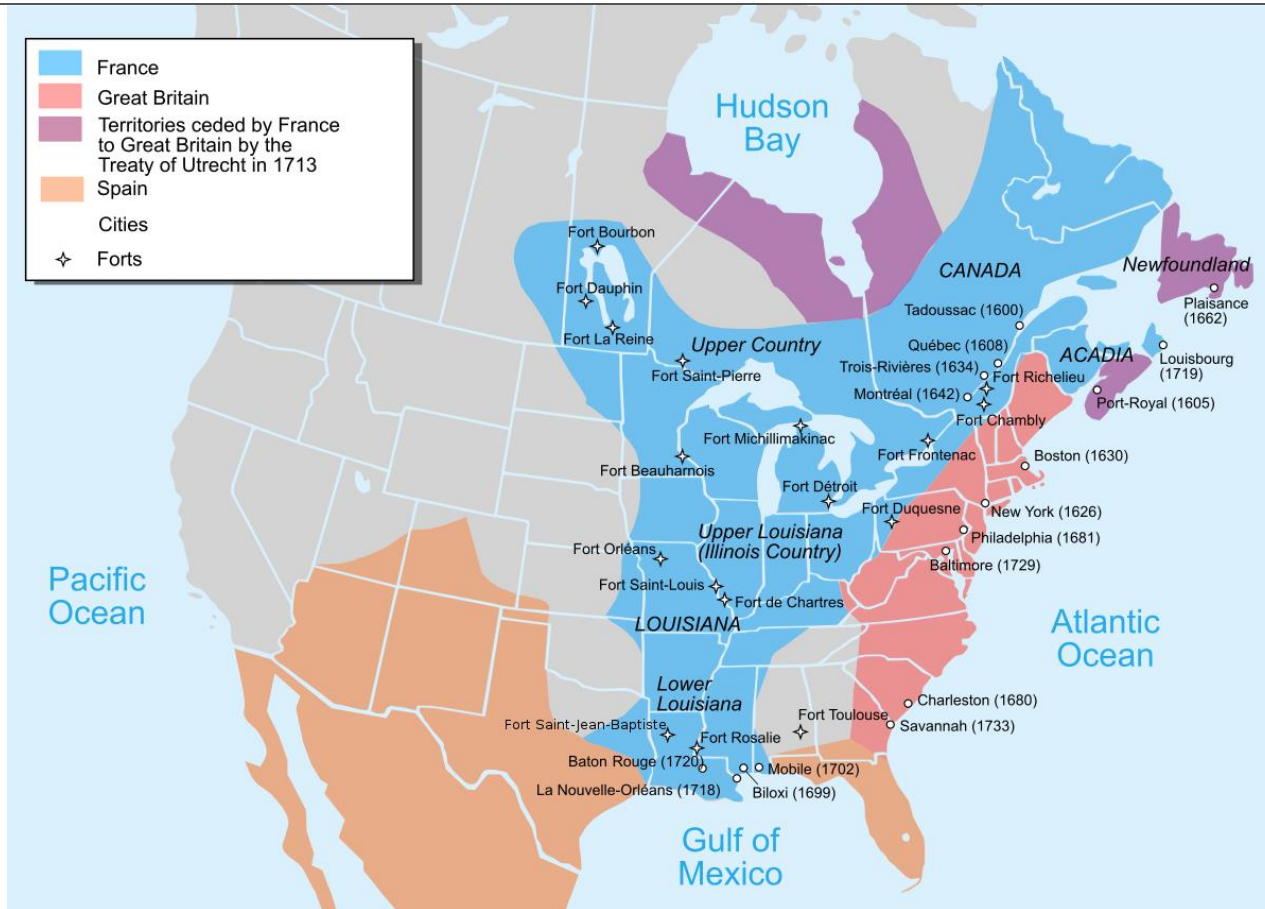 France
Great Britain
Territories ceded by France
to Great Britain by the
Treaty of Utrecht in 1713
Spain
Cities
Forts
Hudson
Bay
Fort Bourbon
Fort Dauphin
Fort La Reine
Fort Saint-Pierre
Upper Country
CANADA
Newfoundland
Plaisance
(1662)
Tadoussac (1600)
Québec (1608)
ACADIA
Louisbourg
(1719)
Trois-Rivières (1634)
Fort Richelieu
Montréal (1642)
Port-Royal (1605)
Fort Chambly
Fort Michillimakinac
Fort Frontenac
Fort Beauharnois
Boston (1630)
Fort Détroit
Fort Duquesne
New York (1626)
Upper Louisiana
(Illinois Country)
Philadelphia (1681)
Fort Orléans
Baltimore (1729)
Pacific
Ocean
Fort Saint-Louis
Fort de Chartres
LOUISIANA
Atlantic
Ocean
Lower
Louisiana
Charleston (1680)
Fort Saint-Jean-Baptiste
Fort Toulouse
Savannah (1733)
Fort Rosalie
Baton Rouge (1720)
Mobile (1702)
La Nouvelle-Orléans (1718)
Biloxi (1699)
Gulf of
Mexico